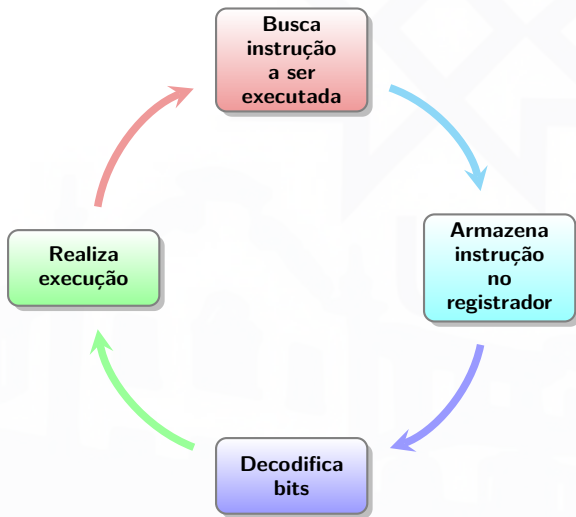 Busca
instrução
a ser
executada
Armazena
instrução
no
registrador
Decodifica
bits
Realiza
execução